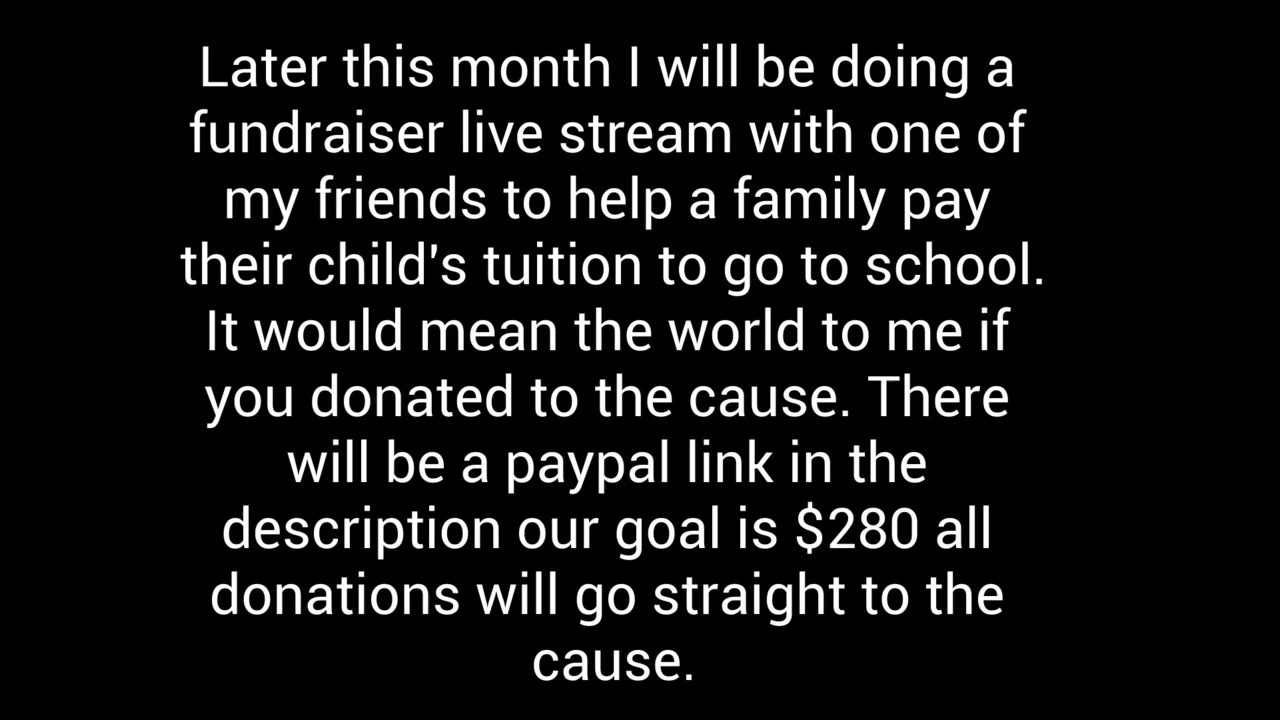 Later this month I will be doing a
fundraiser live stream with one of
my friends to help a family pay
their child's tuition to go to school.
It would mean the world to me if
you donated to the cause. There
will be a paypal link in the
description our goal is $280 all
donations will go straight to the
cause.